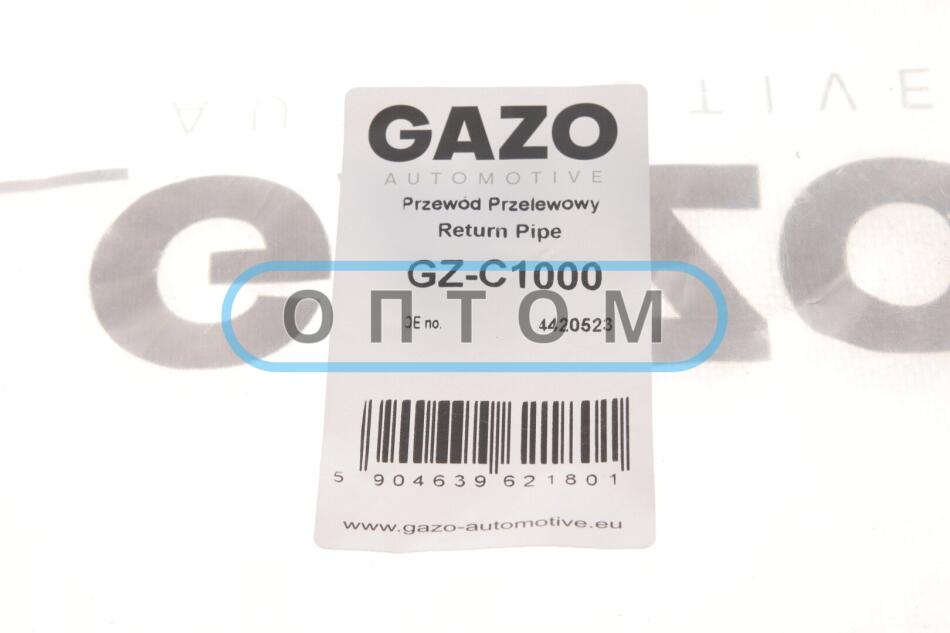 GAZO
AUTOMOTIVE
Przewód Przelewowy
Return Pipe
GZ-C1000
ОПТОМ
OE no. 4420523
5 904639 621801
www.gazo-automotive.eu